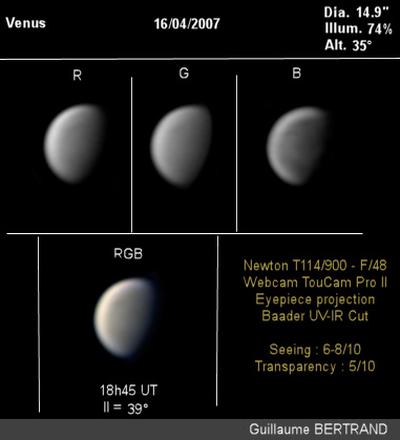 Venus
16/04/2007
Dia. 14.9"
Illum. 74%
Alt. 35°
R
G
B
RGB
18h45 UT
II = 39°
Newton T114/900 - F/48
Webcam TouCam Pro II
Eyepiece projection
Baader UV-IR Cut
Seeing : 6-8/10
Transparency : 5/10
Guillaume BERTRAND